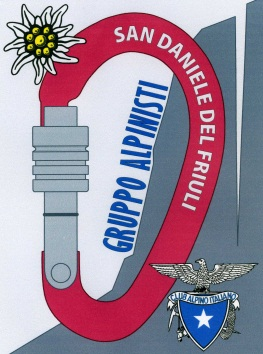 SAN DANIELE DEL FRIULI
GRUPPO ALPINISTI
CLUB ALPINO ITALIANO